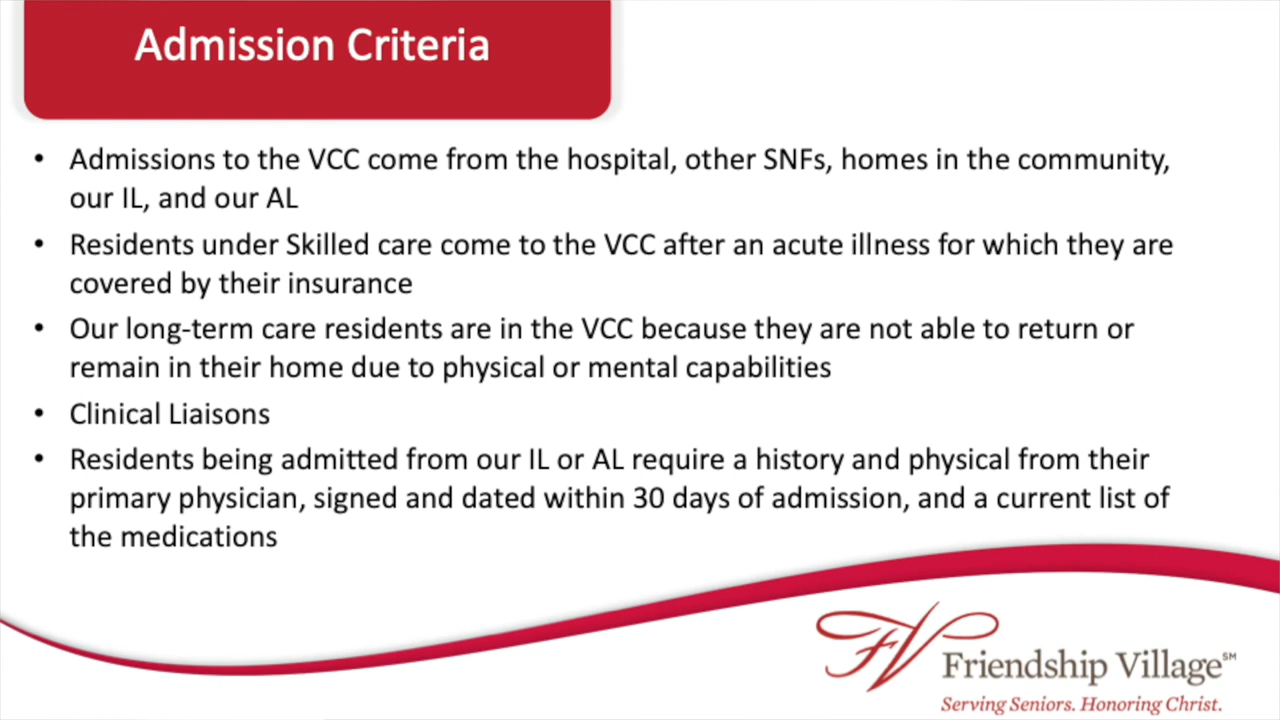 Admission Criteria
• Admissions to the VCC come from the hospital, other SNFs, homes in the community,
our IL, and our AL
• Residents under Skilled care come to the VCC after an acute illness for which they are
covered by their insurance
• Our long-term care residents are in the VCC because they are not able to return or
remain in their home due to physical or mental capabilities
• Clinical Liaisons
• Residents being admitted from our IL or AL require a history and physical from their
primary physician, signed and dated within 30 days of admission, and a current list of
the medications
FV
Friendship Village℠
Serving Seniors. Honoring Christ.